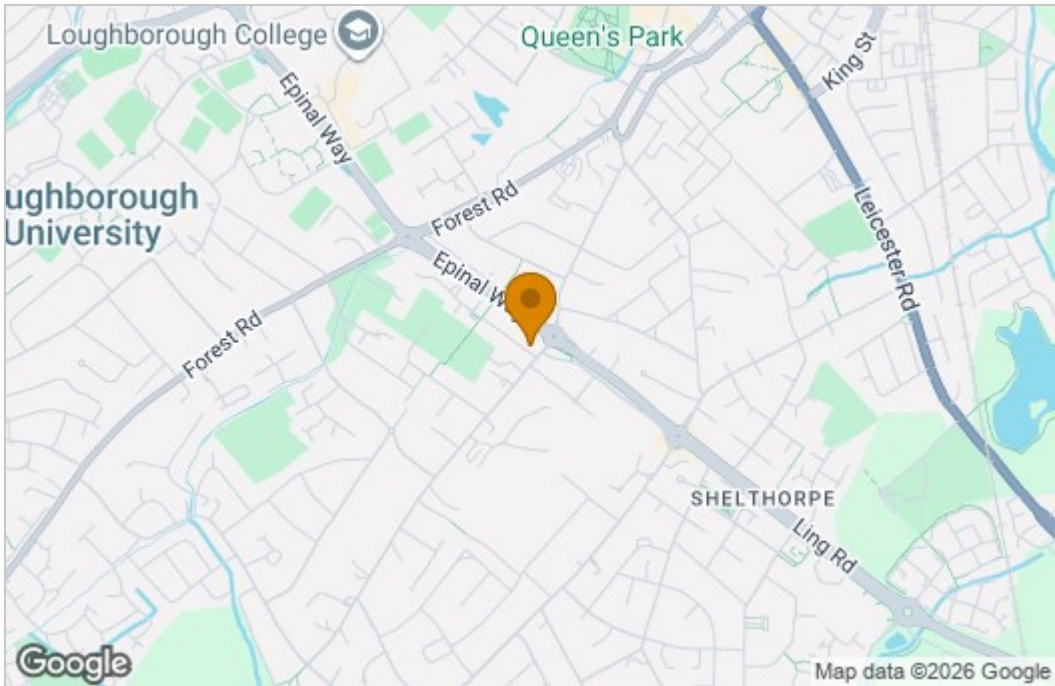 Loughborough College
Queen's Park
King St
Epinal Way
ughborough
University
Forest Rd
Leicester Rd
Epinal W
Forest Rd
SHELTHORPE
Ling Rd
Google
Map data ©2026 Google